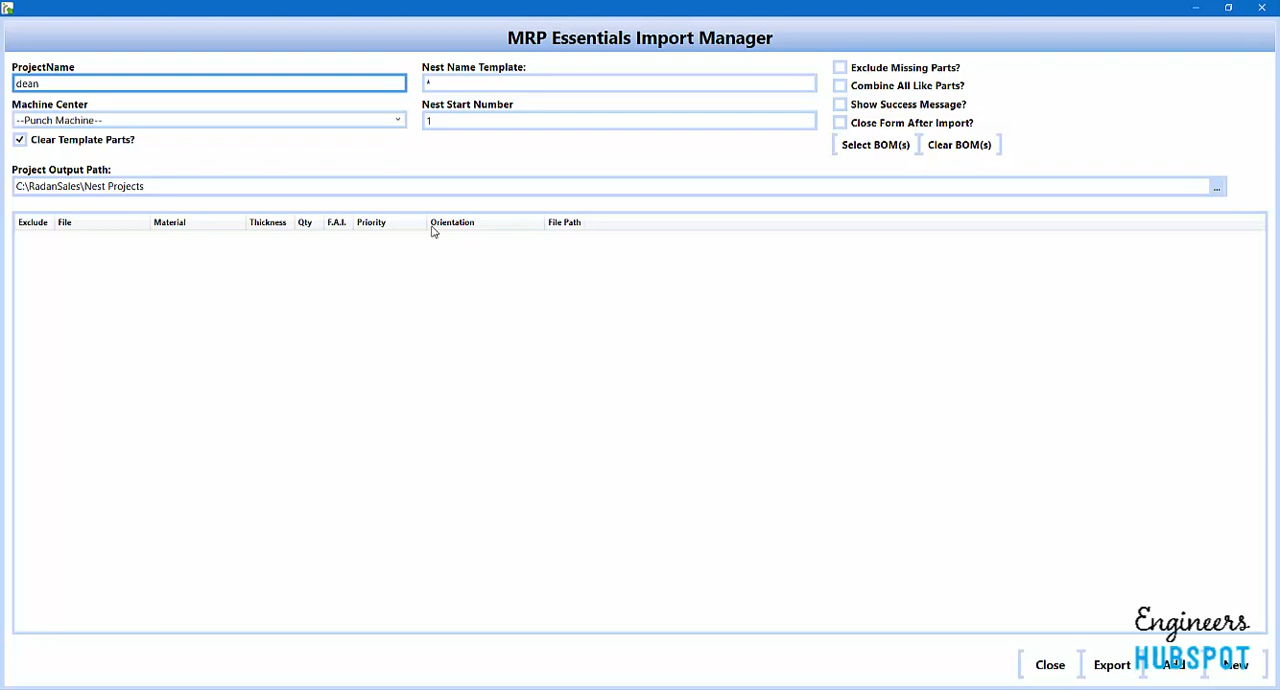 MRP Essentials Import Manager
ProjectName
dean
Nest Name Template:
*
Exclude Missing Parts?
Combine All Like Parts?
Machine Center
--Punch Machine--
Nest Start Number
1
Show Success Message?
Close Form After Import?
Clear Template Parts?
Select BOM(s) Clear BOM(s)
Project Output Path:
C:\RadanSales\Nest Projects
...
Exclude File Material Thickness Qty F.A.I. Priority Orientation File Path
Engineers
HUBSPOT
Close Export Add New